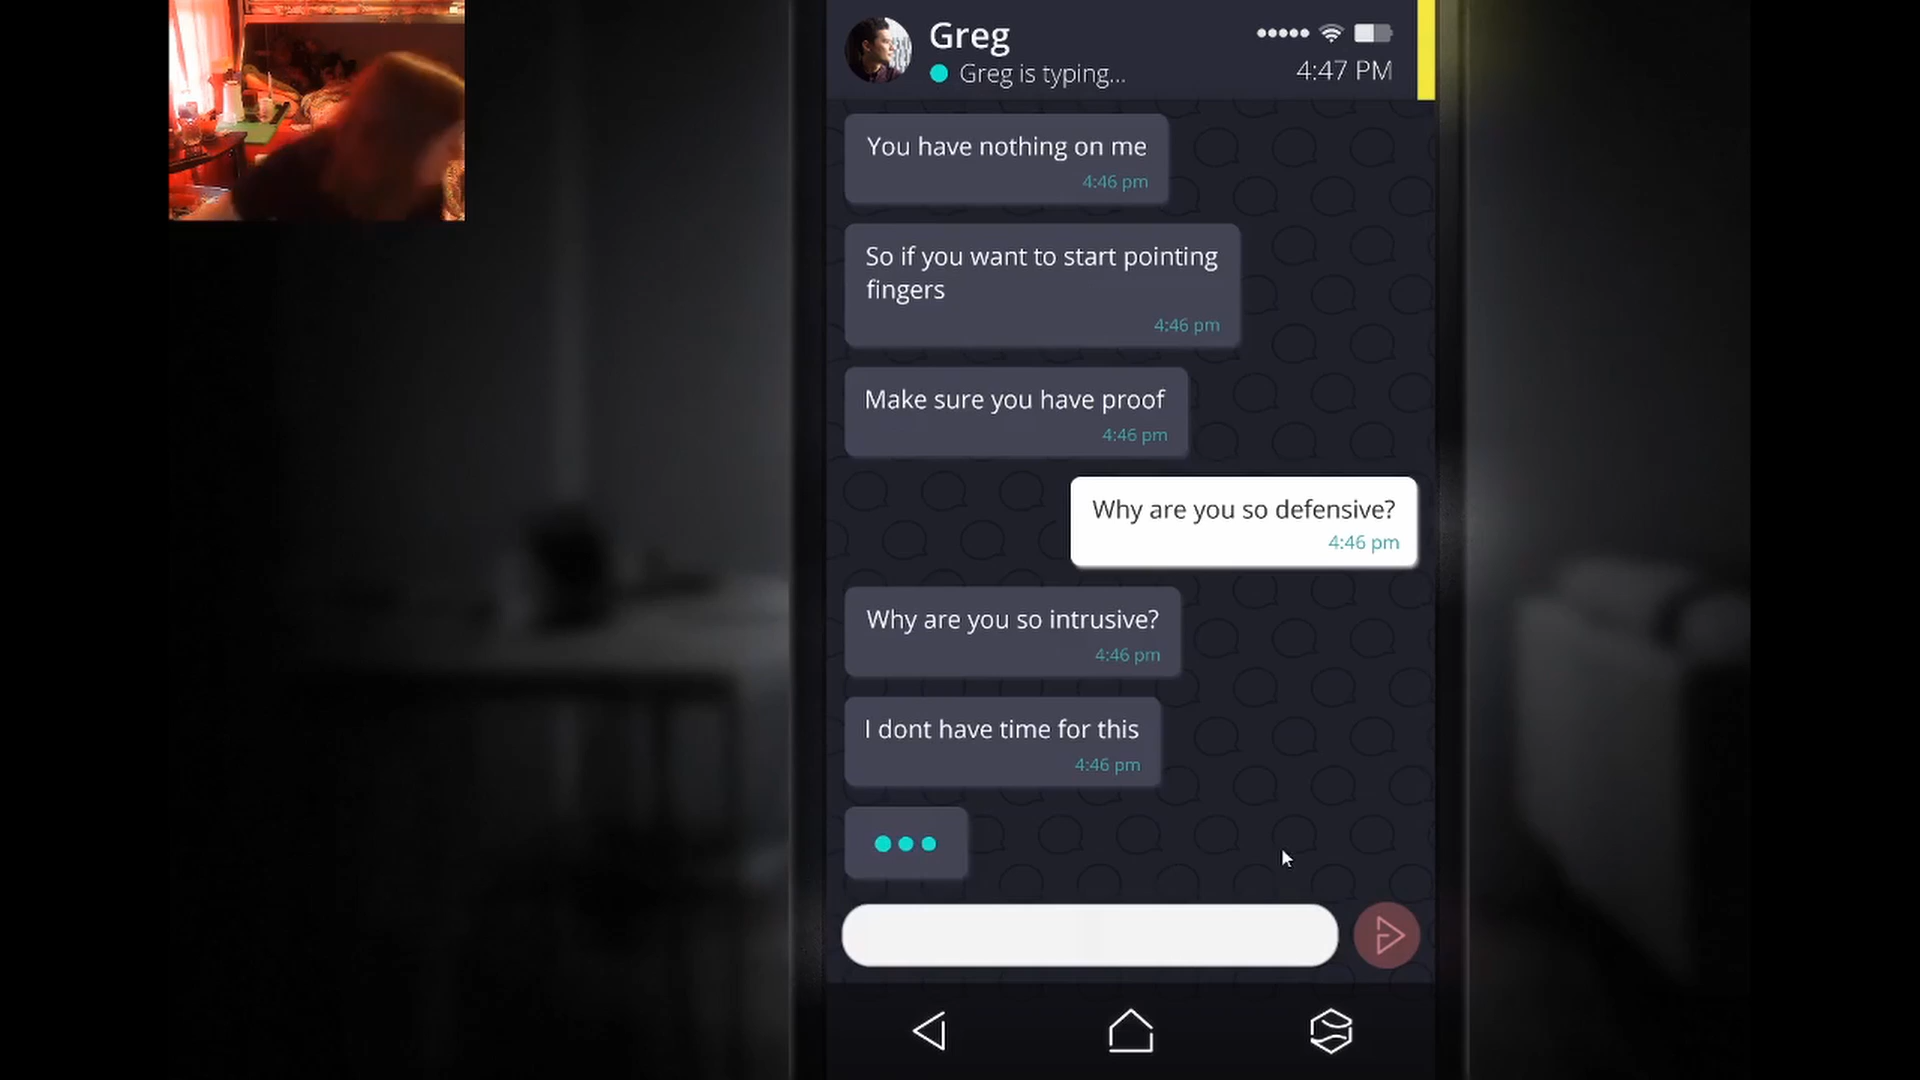 Greg
Greg is typing...
4:47 PM
You have nothing on me
4:46 pm
So if you want to start pointing
fingers
4:46 pm
Make sure you have proof
4:46 pm
Why are you so defensive?
4:46 pm
Why are you so intrusive?
4:46 pm
I dont have time for this
4:46 pm